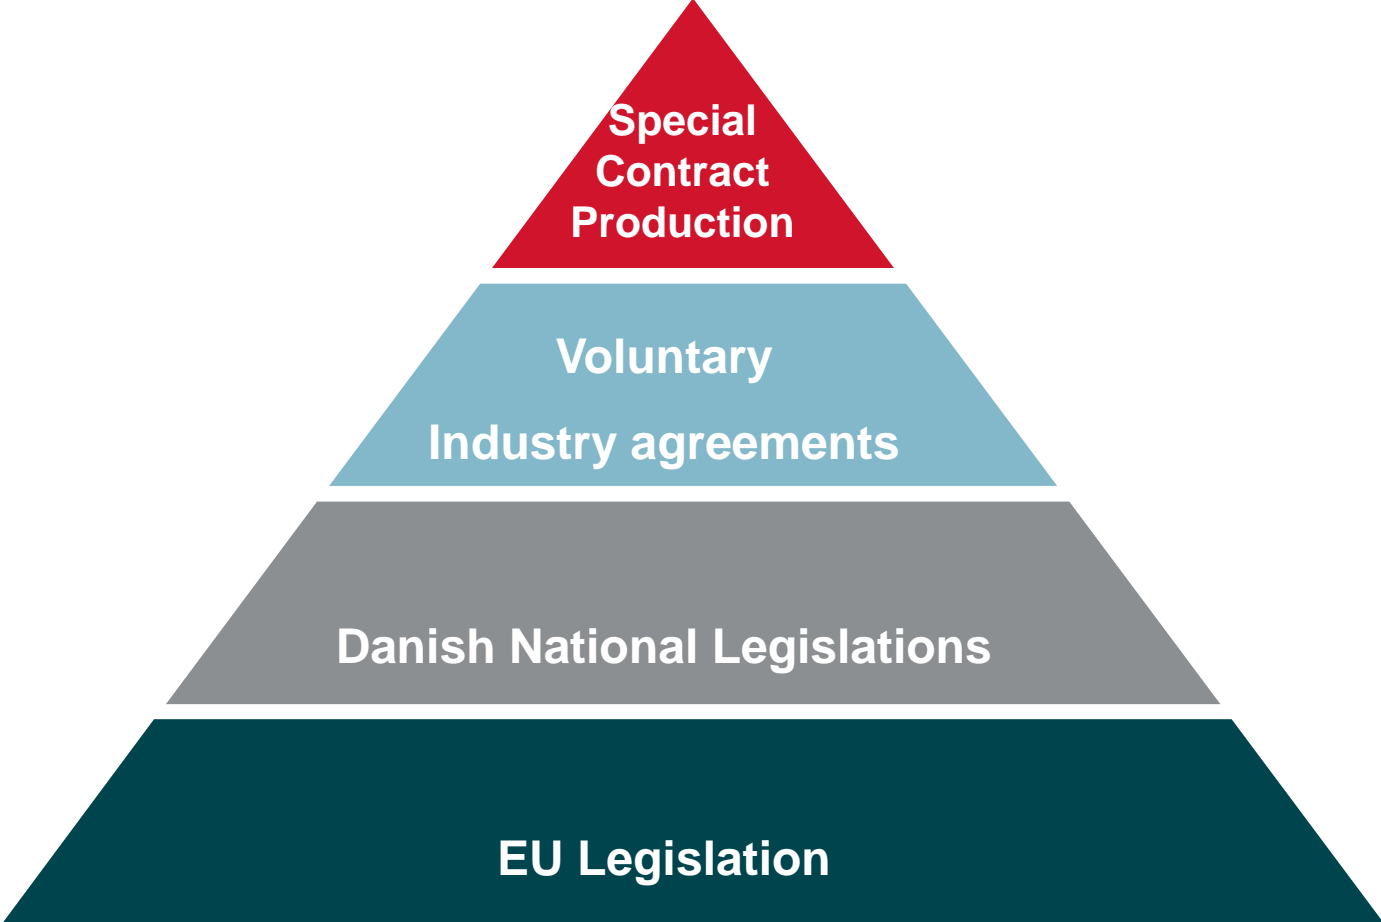 Special
Contract
Production
Voluntary
Industry agreements
Danish National Legislations
EU Legislation